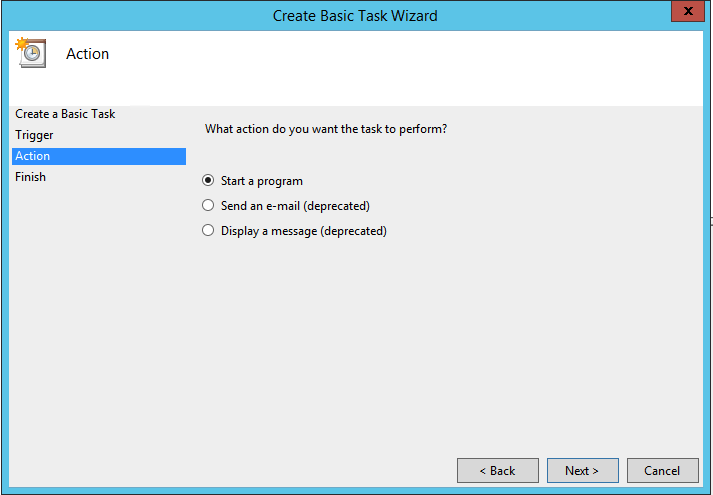 Create Basic Task Wizard
x
Action
Create a Basic Task
Trigger
Action
Finish
What action do you want the task to perform?
Start a program
Send an e-mail (deprecated)
Display a message (deprecated)
< Back
Next >
Cancel